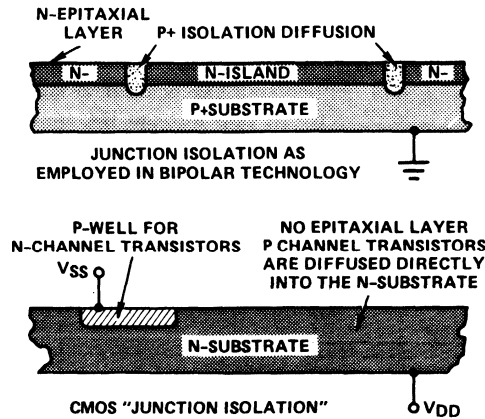 N-EPITAXIAL
LAYER
P+ ISOLATION DIFFUSION
N-
N-ISLAND
N-
P+SUBSTRATE
JUNCTION ISOLATION AS
EMPLOYED IN BIPOLAR TECHNOLOGY
P-WELL FOR
N-CHANNEL TRANSISTORS
VSS
NO EPITAXIAL LAYER
P CHANNEL TRANSISTORS
ARE DIFFUSED DIRECTLY
INTO THE N-SUBSTRATE
N-SUBSTRATE
VDD
CMOS "JUNCTION ISOLATION"